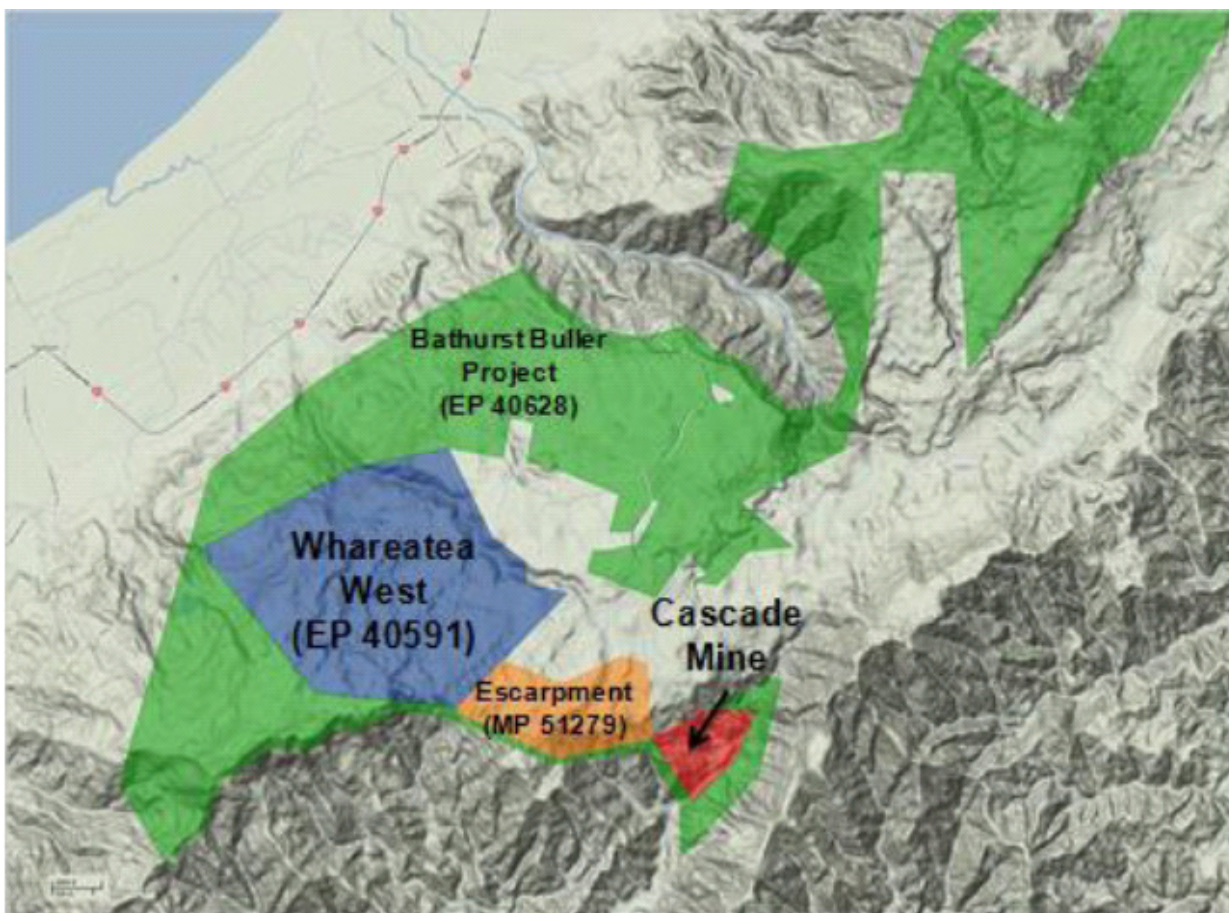 Bathurst Buller
Project
(EP 40628)
Whareatea
West
(EP 40591)
Cascade
Mine
Escarpment
(MP 51279)